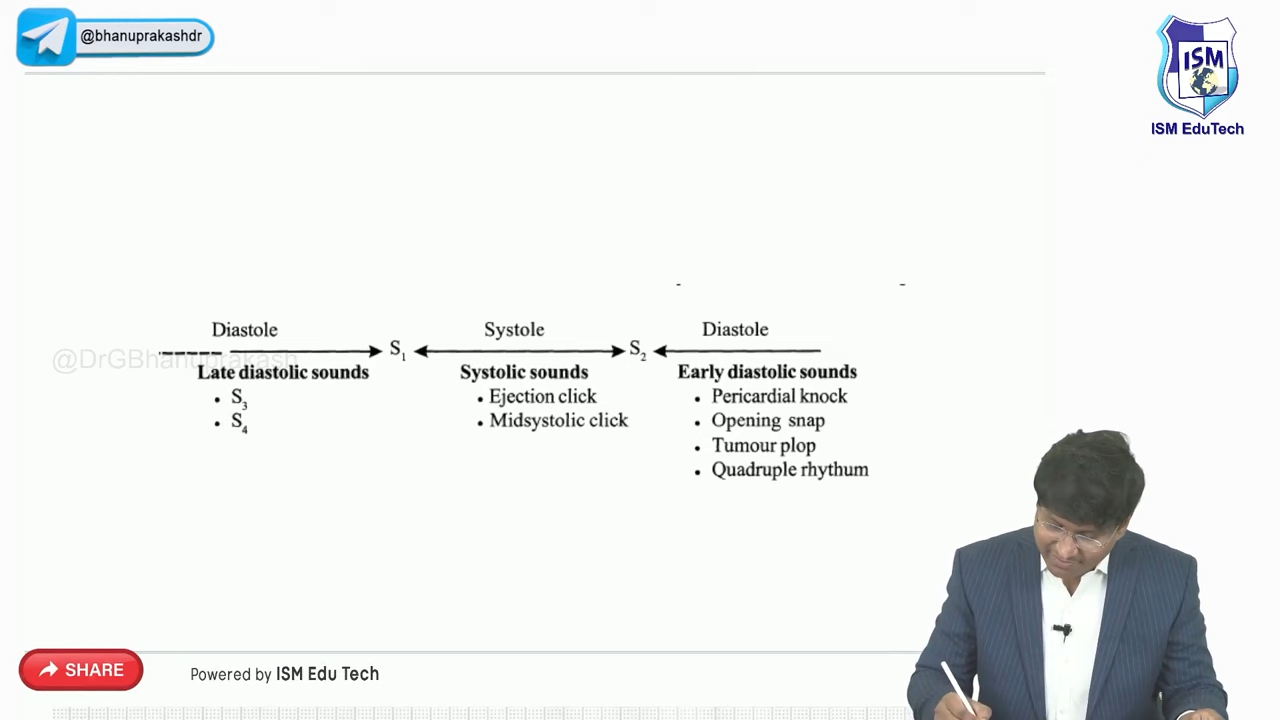 @bhanuprakashdr
ISM
ISM EduTech
Diastole
S1
Systole
S2
Diastole
@DrGBhanuprakash
Late diastolic sounds
• S3
• S4
Systolic sounds
• Ejection click
• Midsystolic click
Early diastolic sounds
• Pericardial knock
• Opening snap
• Tumour plop
• Quadruple rhythum
SHARE
Powered by ISM Edu Tech